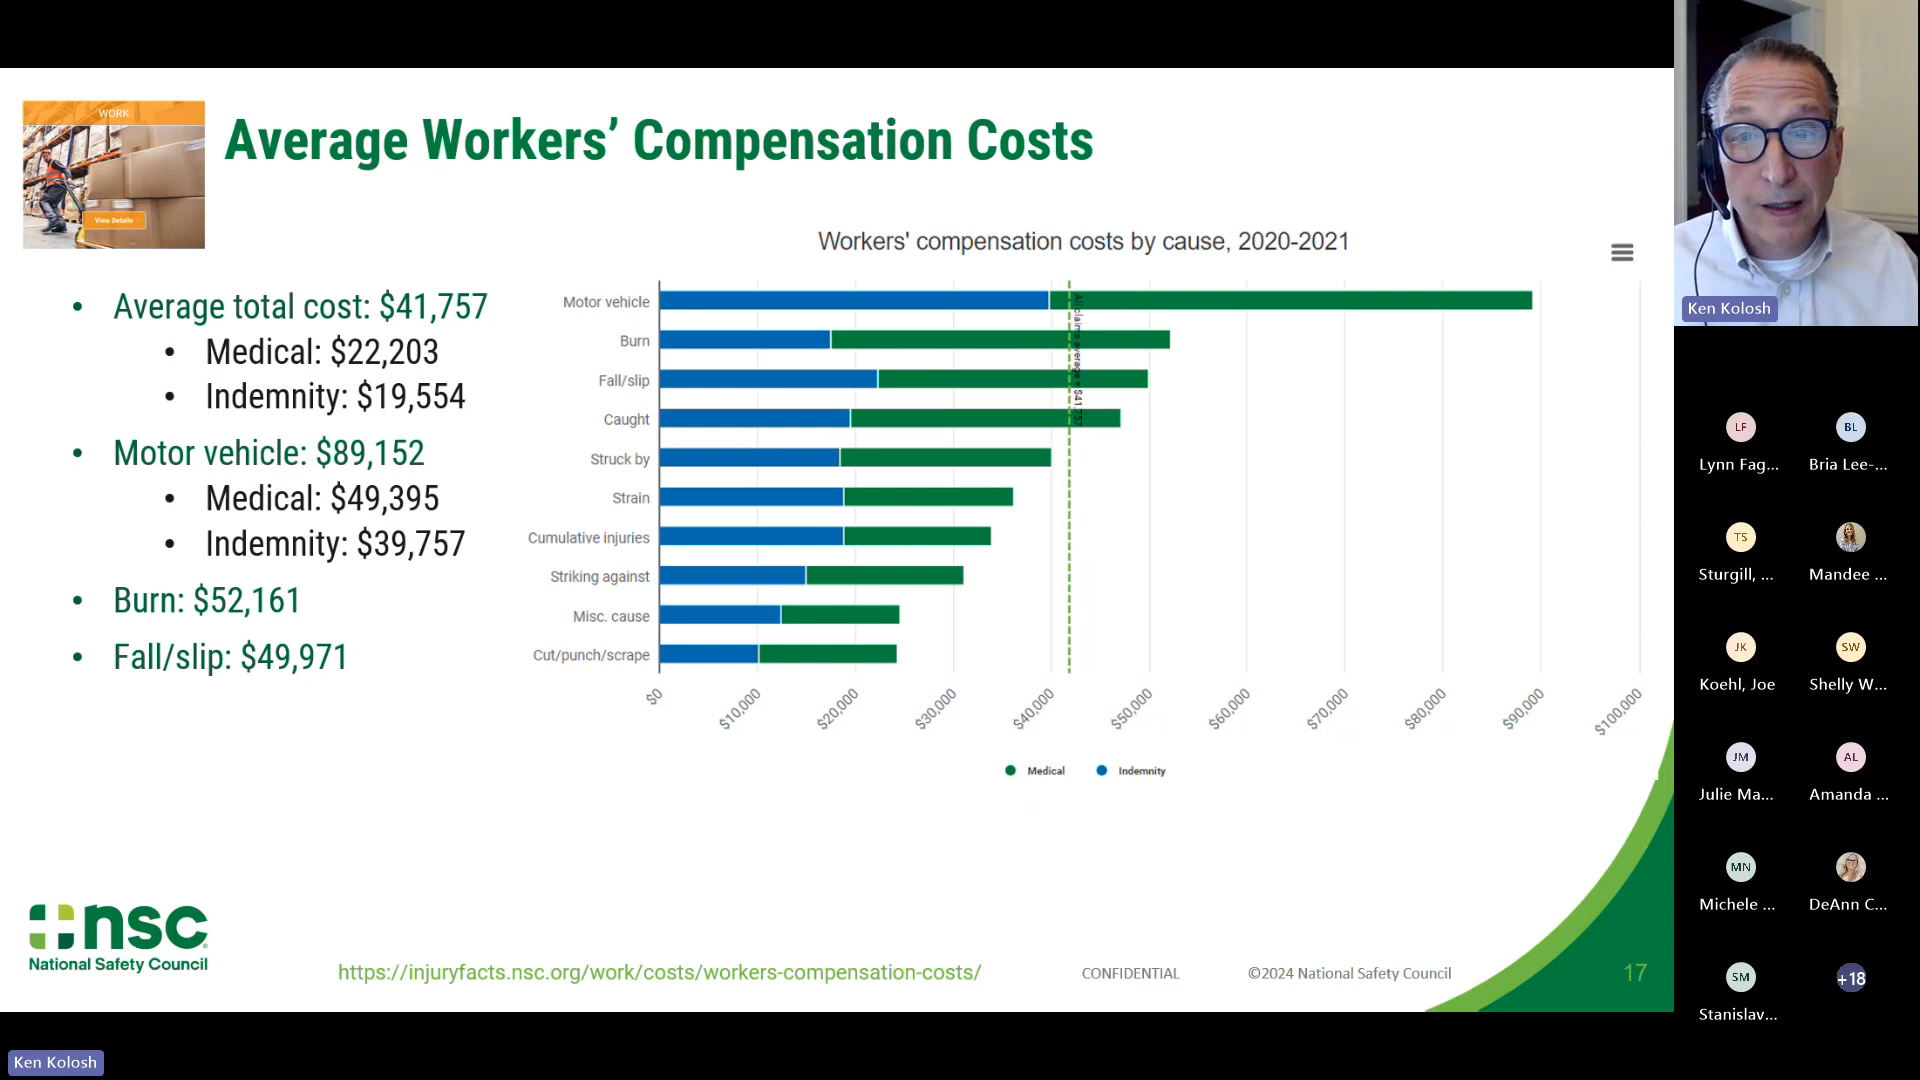 WORK
View Details
Average Workers’ Compensation Costs
• Average total cost: $41,757
• Medical: $22,203
• Indemnity: $19,554
• Motor vehicle: $89,152
• Medical: $49,395
• Indemnity: $39,757
• Burn: $52,161
• Fall/slip: $49,971
Workers' compensation costs by cause, 2020-2021
Motor vehicle
Burn
Fall/slip
Caught
Struck by
Strain
Cumulative injuries
Striking against
Misc. cause
Cut/punch/scrape
All claims average = $41,757
$0
$10,000
$20,000
$30,000
$40,000
$50,000
$60,000
$70,000
$80,000
$90,000
$100,000
Medical
Indemnity
nsc
National Safety Council
https://injuryfacts.nsc.org/work/costs/workers-compensation-costs/
CONFIDENTIAL
©2024 National Safety Council
17
Ken Kolosh
LF
Lynn Fag...
BL
Bria Lee-...
TS
Sturgill, ...
Mandee ...
JK
Koehl, Joe
SW
Shelly W...
JM
Julie Ma...
AL
Amanda ...
MN
Michele ...
DeAnn C...
SM
Stanislav...
+18
Ken Kolosh